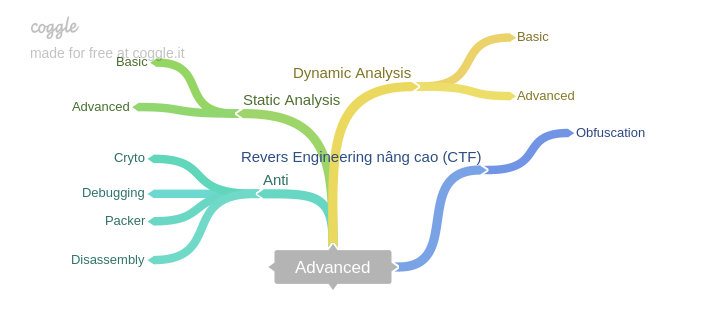 coggle
made for free at coggle.it
Basic
Basic
Dynamic Analysis
Advanced
Static Analysis
Advanced
Obfuscation
Revers Engineering nâng cao (CTF)
Cryto
Anti
Debugging
Packer
Disassembly
Advanced